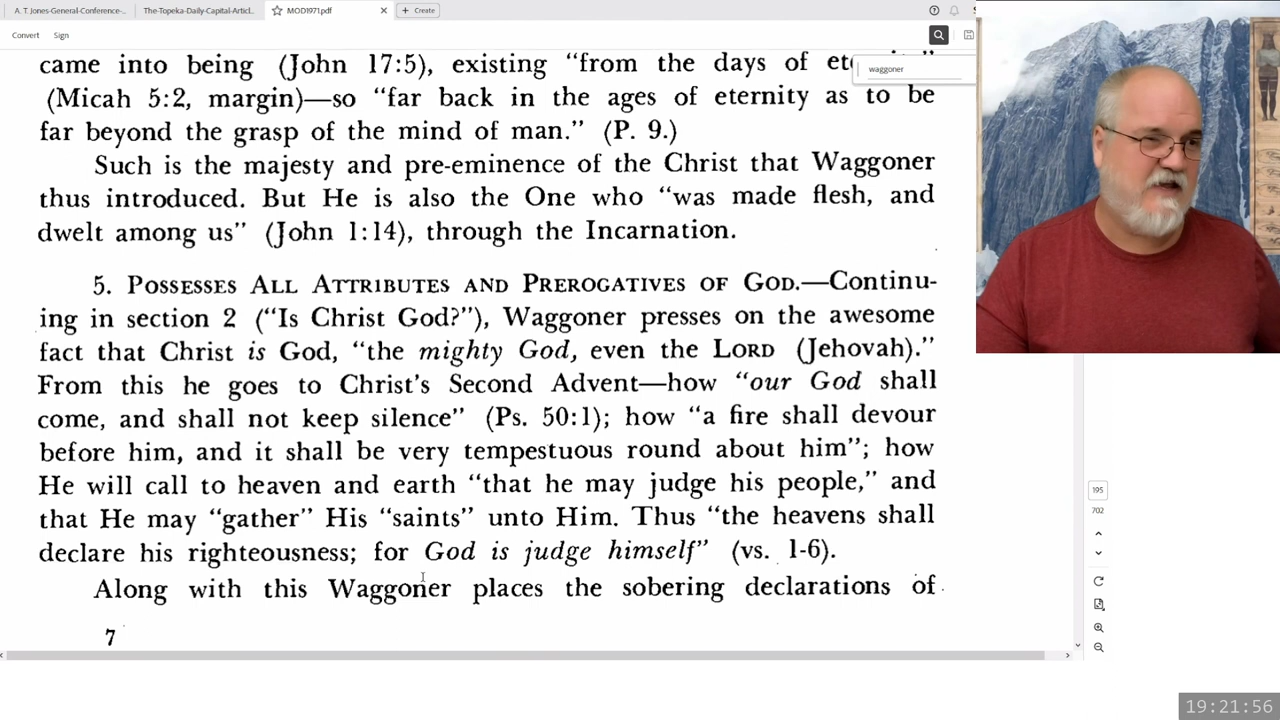 A. T. Jones-General-Conference-...
The-Topeka-Daily-Capital-Articl...
MOD1971.pdf
Create
Convert
Sign
waggoner
came into being (John 17:5), existing “from the days of
(Micah 5:2, margin)—so “far back in the ages of eternity as to be
far beyond the grasp of the mind of man.” (P. 9.)
Such is the majesty and pre-eminence of the Christ that Waggoner
thus introduced. But He is also the One who “was made flesh, and
dwelt among us” (John 1:14), through the Incarnation.
5. POSSESSES ALL ATTRIBUTES AND PREROGATIVES OF GOD.—Continu-
ing in section 2 (“Is Christ God?”), Waggoner presses on the awesome
fact that Christ is God, “the mighty God, even the LORD (Jehovah).”
From this he goes to Christ’s Second Advent—how “our God shall
come, and shall not keep silence” (Ps. 50:1); how “a fire shall devour
before him, and it shall be very tempestuous round about him”; how
He will call to heaven and earth “that he may judge his people,” and
that He may “gather” His “saints” unto Him. Thus “the heavens shall
declare his righteousness; for God is judge himself” (vs. 1-6).
Along with this Waggoner places the sobering declarations of
7
195
702
19:21:56